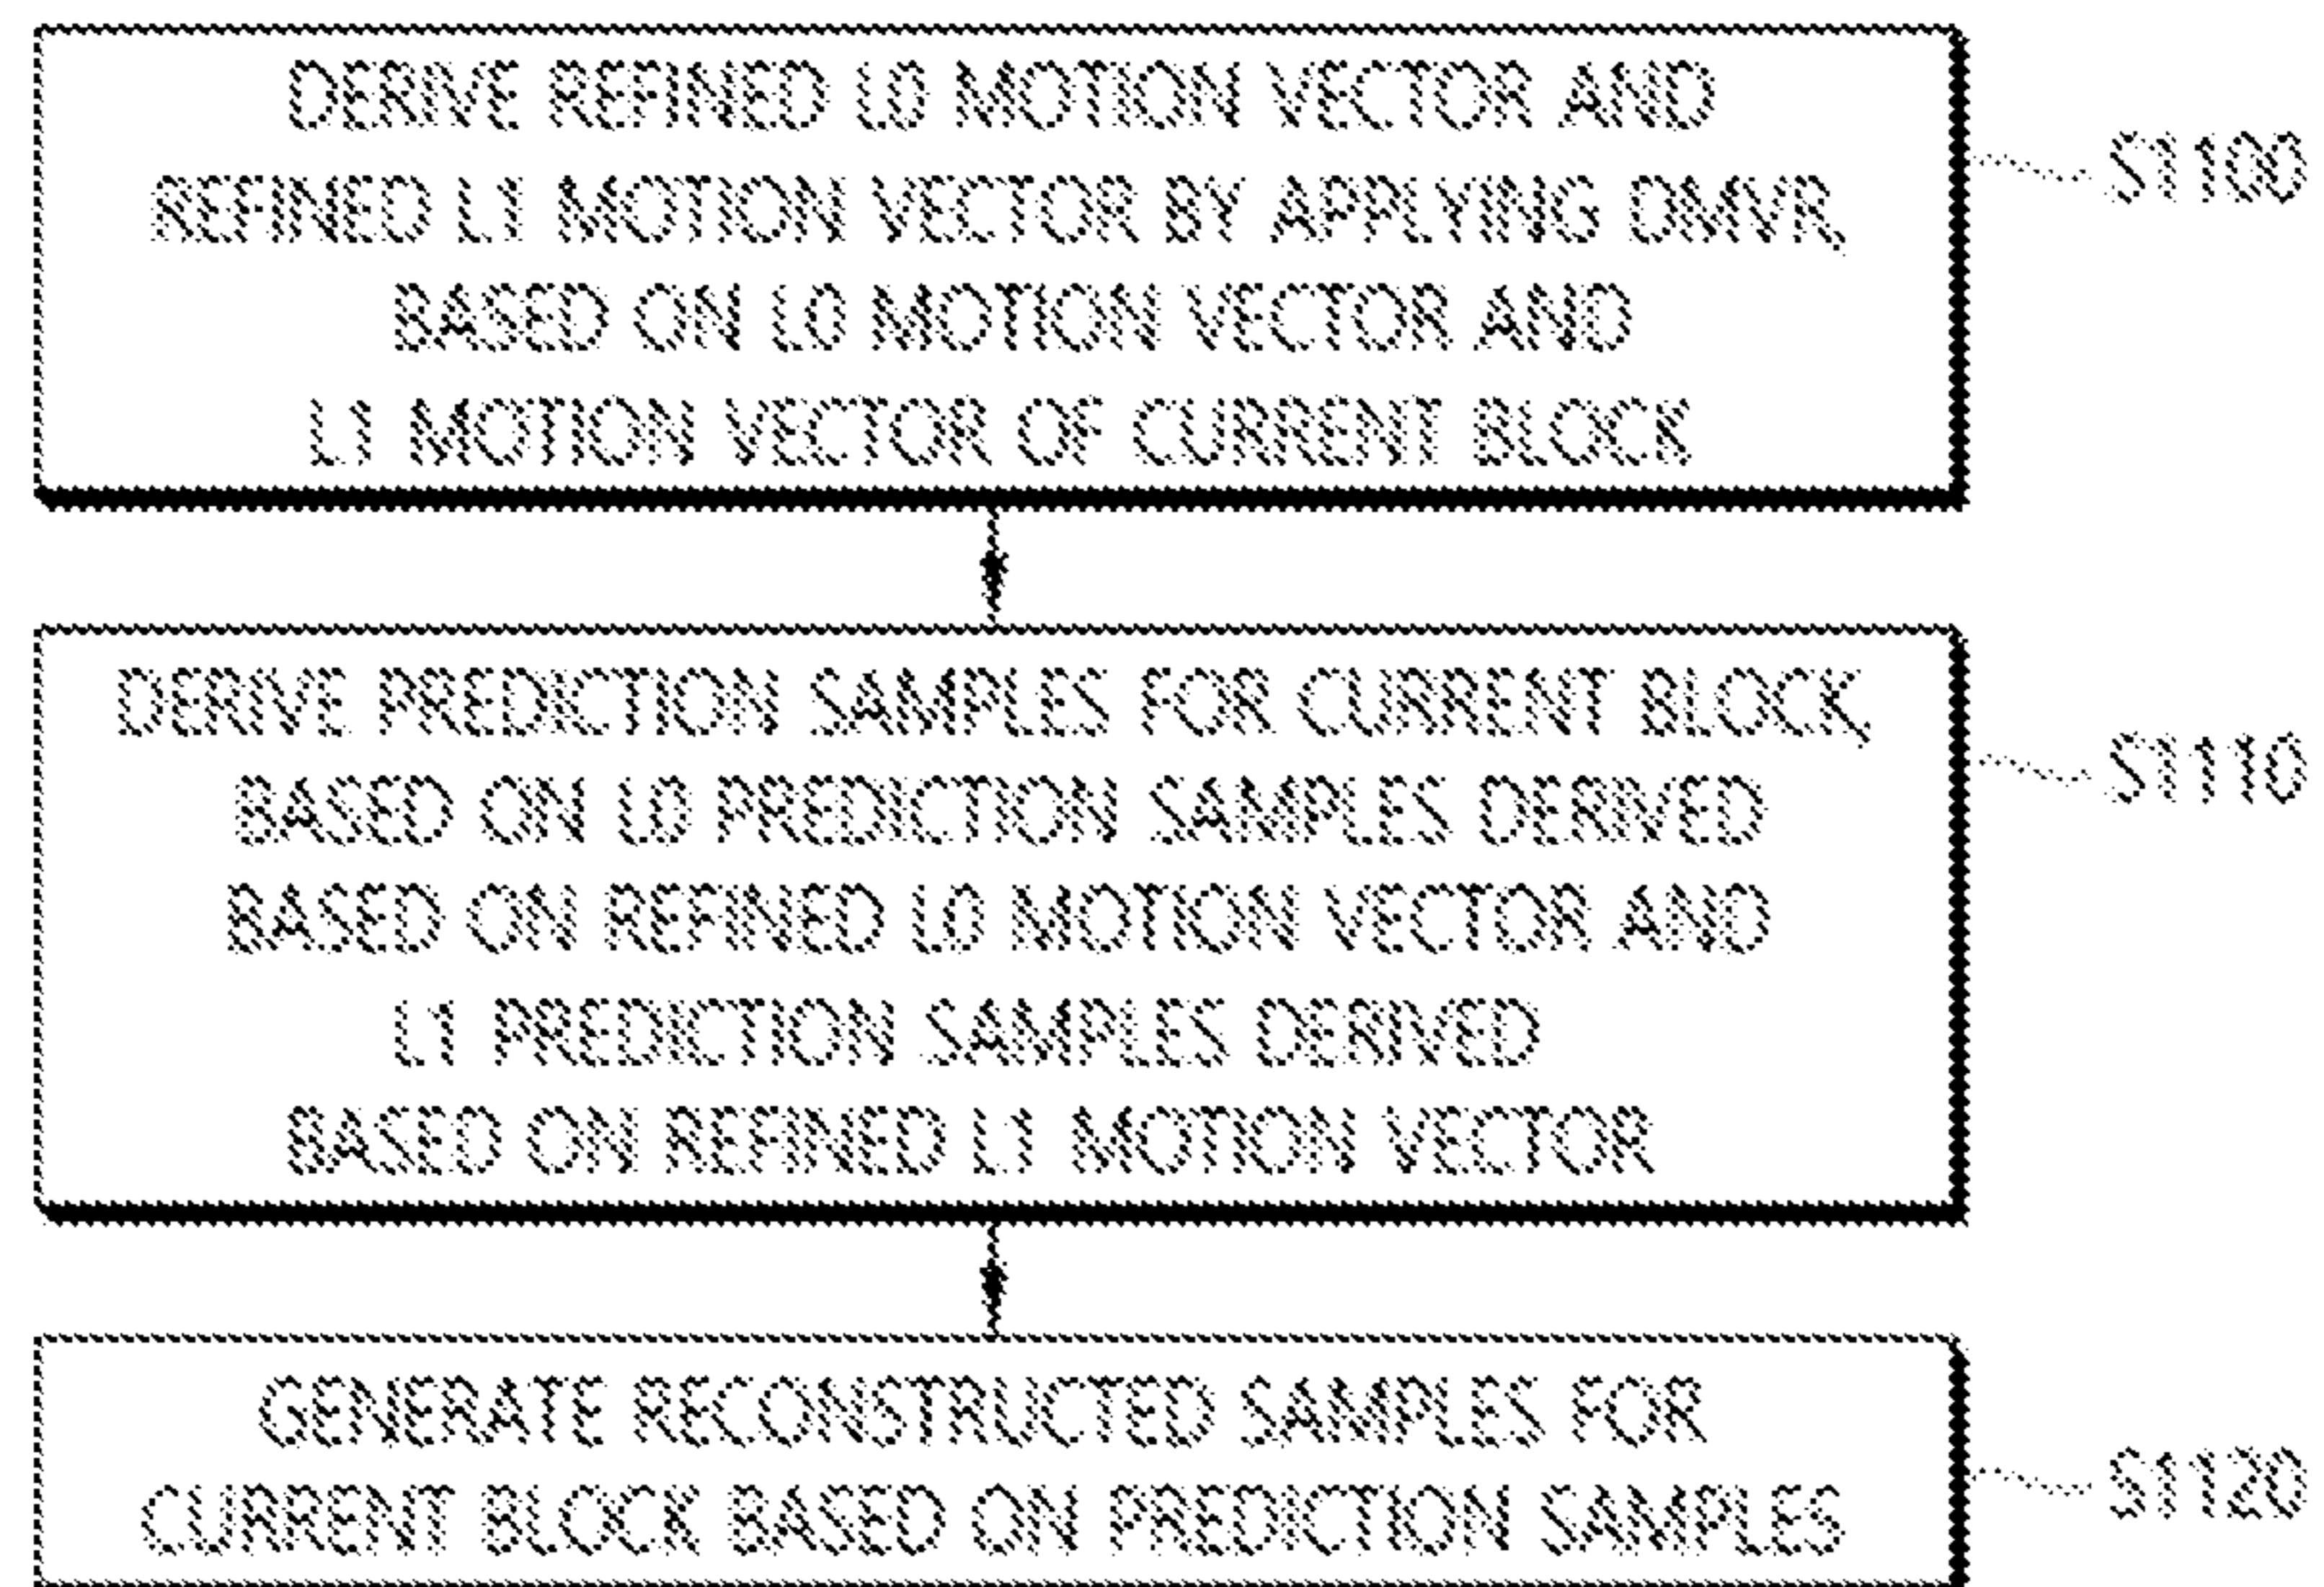 DERIVE REFINED L0 MOTION VECTOR AND
REFINED L1 MOTION VECTOR BY APPLYING DMVR,
BASED ON L0 MOTION VECTOR AND
L1 MOTION VECTOR OF CURRENT BLOCK
S1100
DERIVE PREDICTION SAMPLES FOR CURRENT BLOCK,
BASED ON L0 PREDICTION SAMPLES DERIVED
BASED ON REFINED L0 MOTION VECTOR AND
L1 PREDICTION SAMPLES DERIVED
BASED ON REFINED L1 MOTION VECTOR
S1110
GENERATE RECONSTRUCTED SAMPLES FOR
CURRENT BLOCK BASED ON PREDICTION SAMPLES
S1120